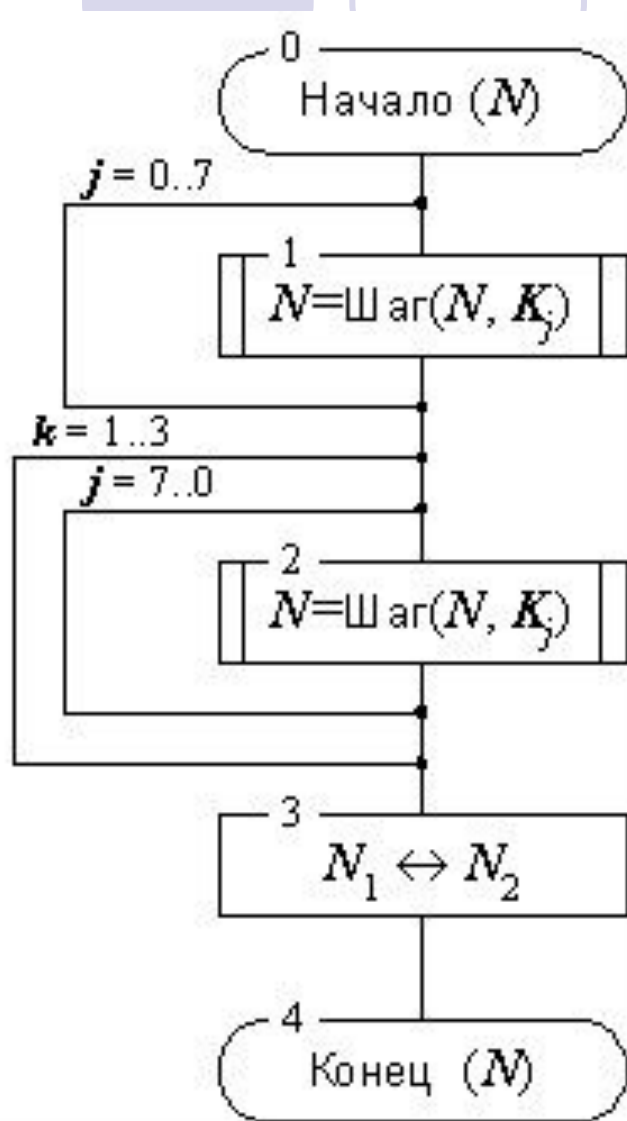 0
Начало (N)
j = 0..7
1
N=Шаг(N, Kj)
k = 1..3
j = 7..0
2
N=Шаг(N, Kj)
3
N1 ↔ N2
4
Конец (N)